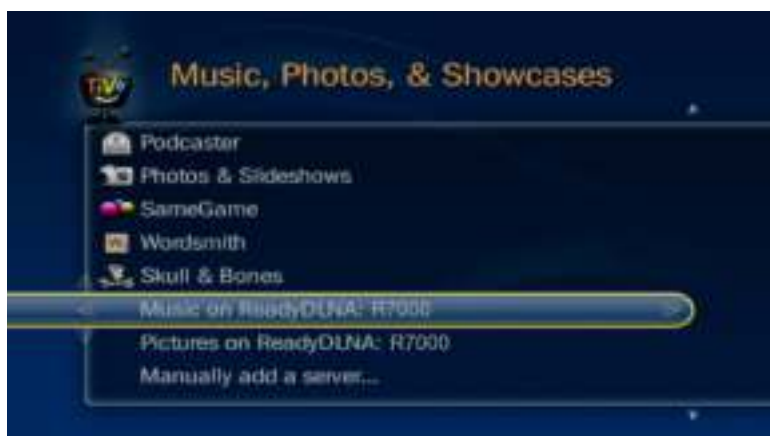 TiVo
Music, Photos, & Showcases
Podcaster
Photos & Slideshows
SameGame
Wordsmith
Skull & Bones
Music on ReadyDLNA: R7000
Pictures on ReadyDLNA: R7000
Manually add a server...